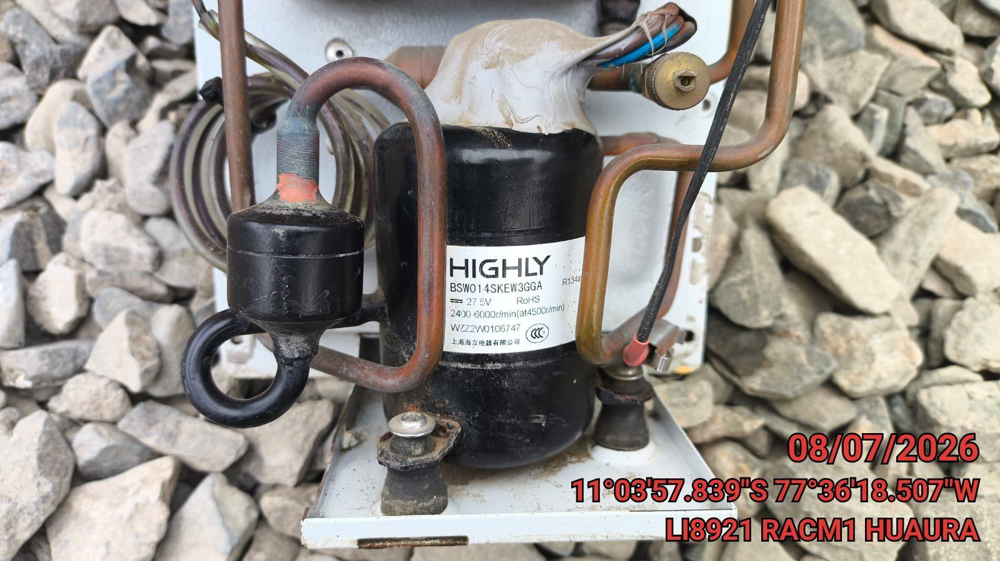 HIGHLY
BSW014SKEW3GGA
R134a
27.5V RoHS
2400-6000r/min(at4500r/min)
WZZ2W0106747
上海海立电器有限公司
08/07/2026
11°03'57.839"S 77°36'18.507"W
LI8921 RACM1 HUAURA